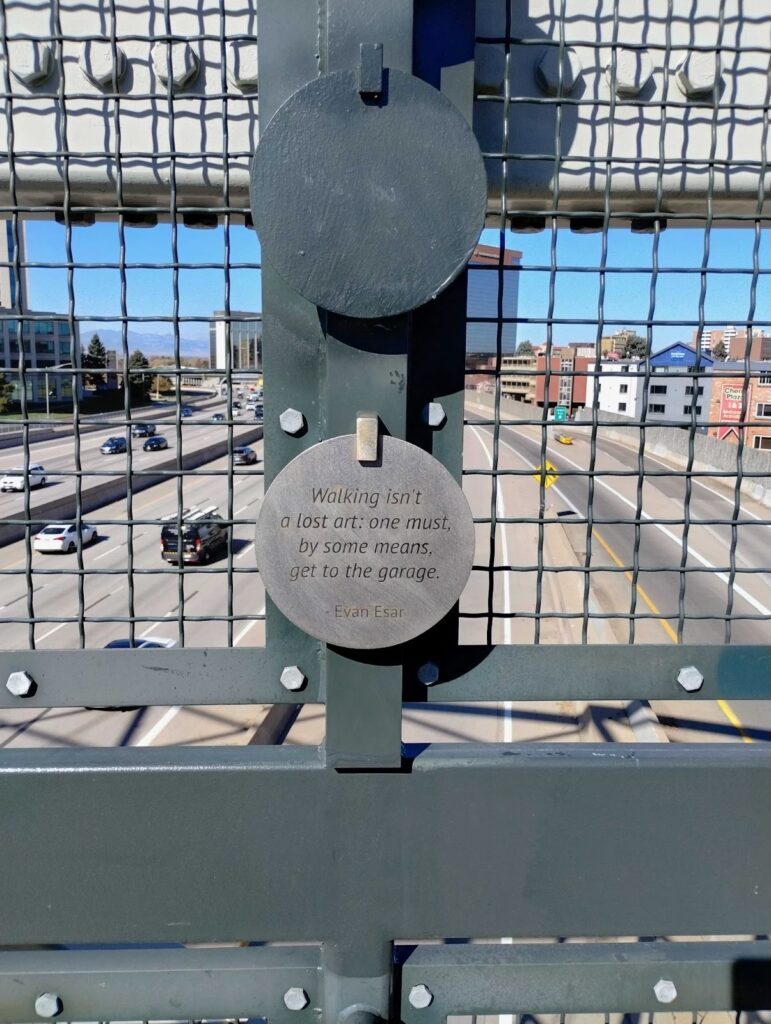 Walking isn't
a lost art: one must,
by some means,
get to the garage.
- Evan Esar